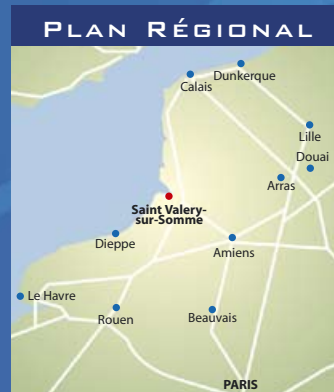 PLAN RÉGIONAL
Dunkerque
Calais
Lille
Douai
Arras
Saint Valery-
sur-Somme
Dieppe
Amiens
Le Havre
Rouen
Beauvais
PARIS